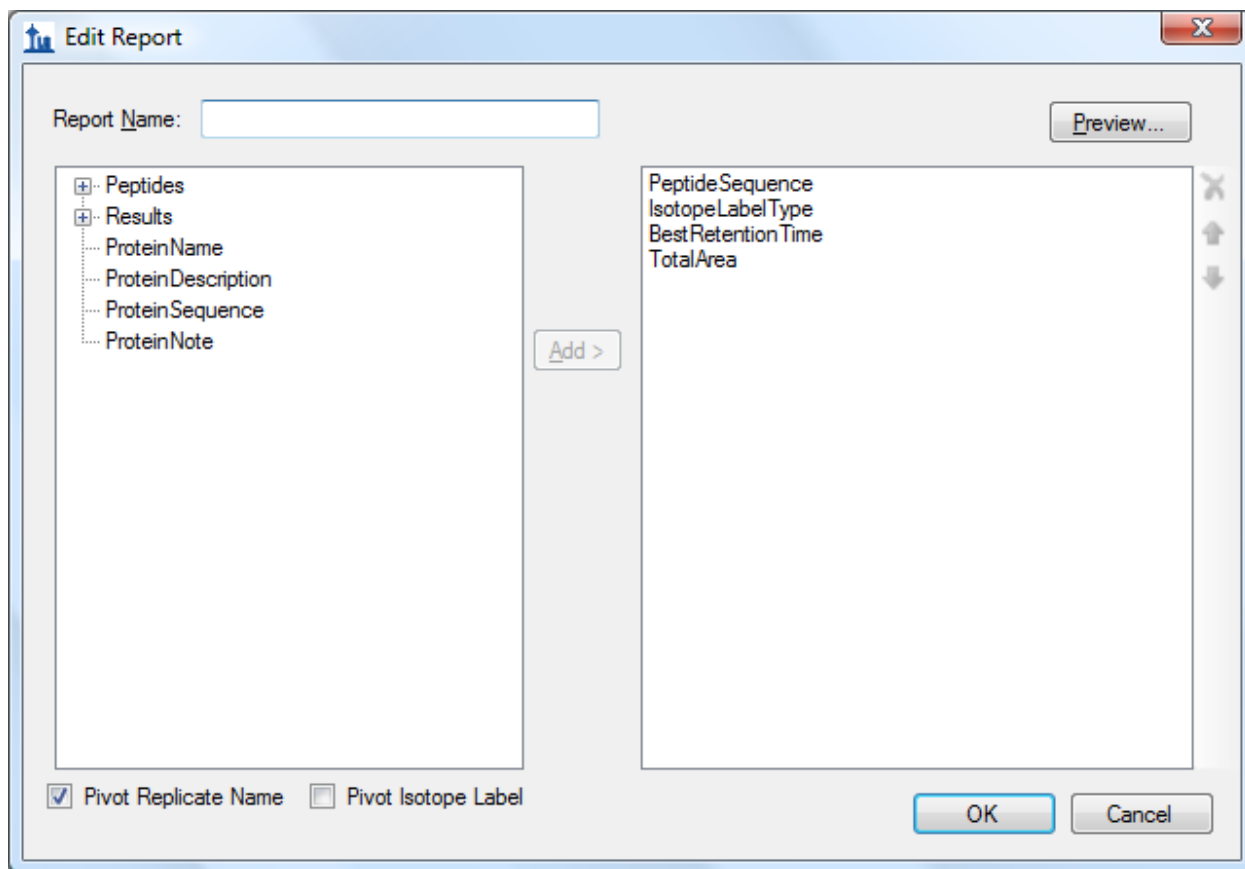 Edit Report
Report Name:
Preview...
Peptides
Results
ProteinName
ProteinDescription
ProteinSequence
ProteinNote
Add >
PeptideSequence
IsotopeLabelType
BestRetentionTime
TotalArea
Pivot Replicate Name
Pivot Isotope Label
OK
Cancel